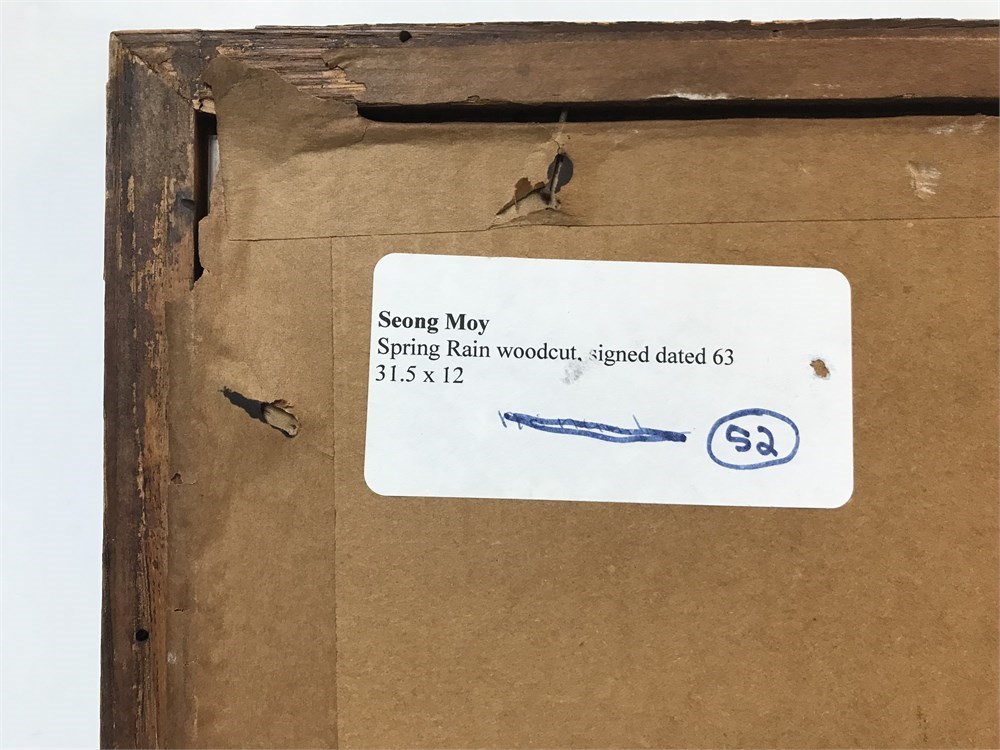 Seong Moy
Spring Rain woodcut, signed dated 63
31.5 x 12
52